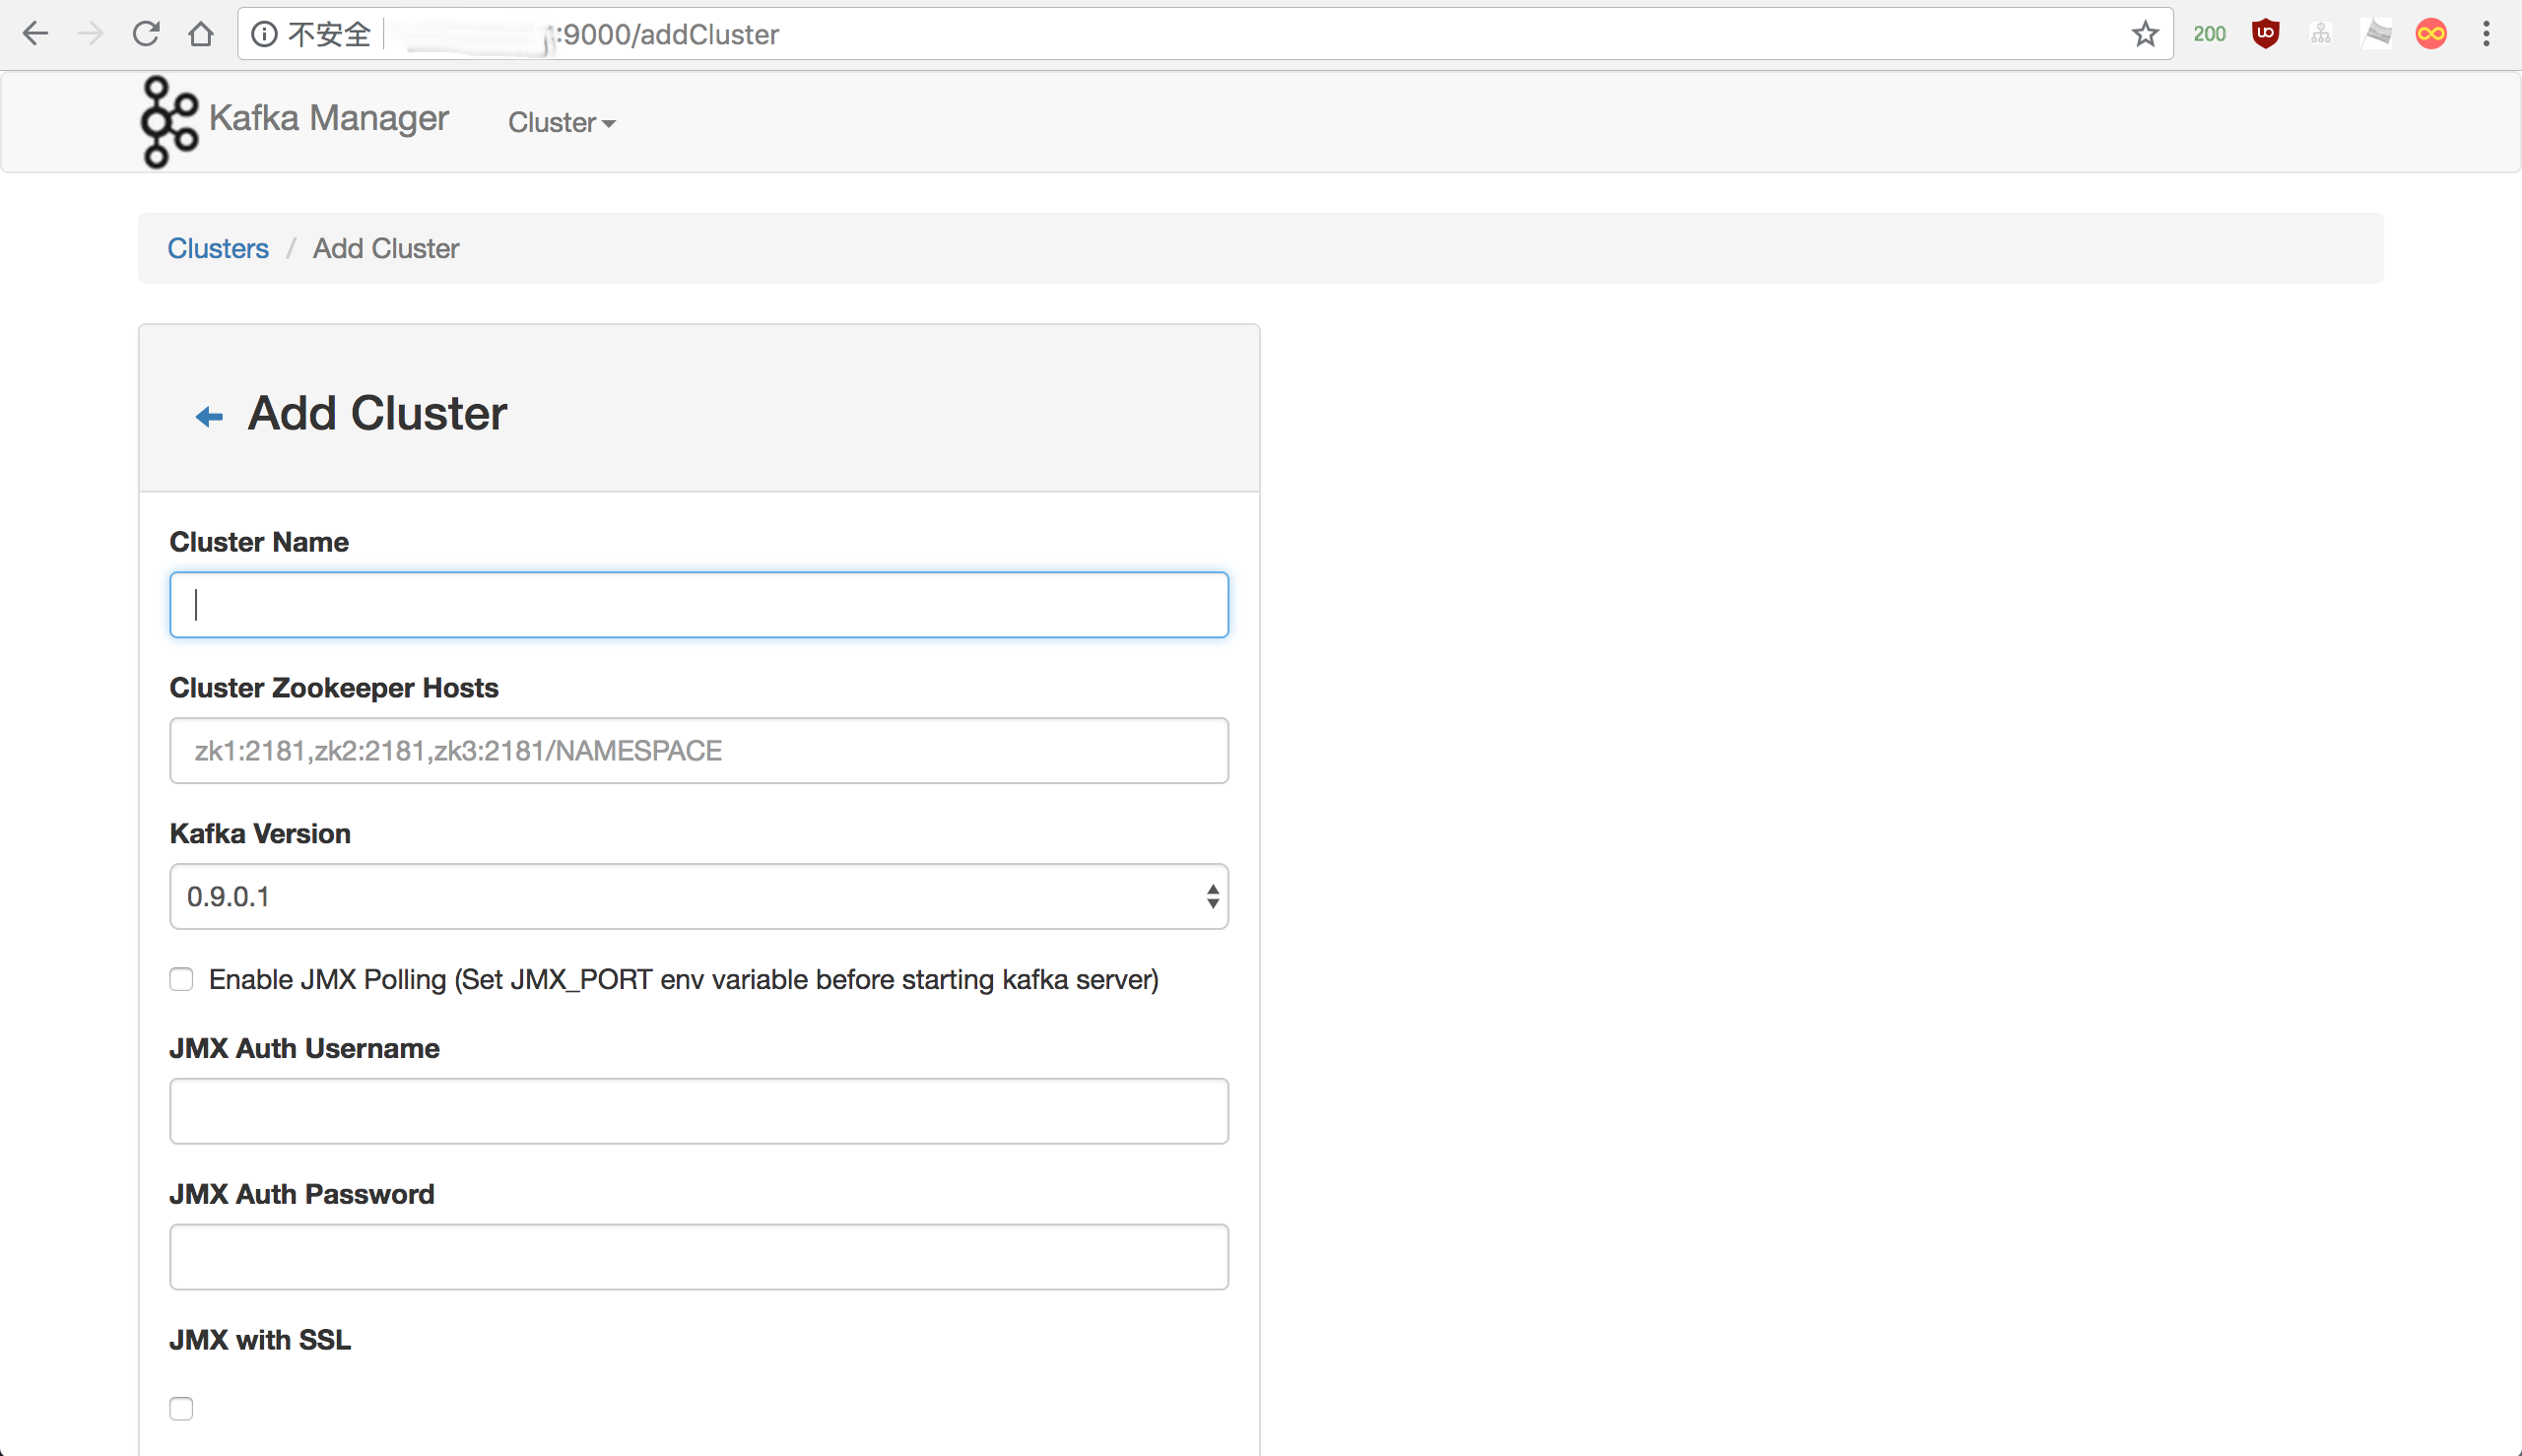 不安全 :9000/addCluster 200
Kafka Manager Cluster
Clusters / Add Cluster
Add Cluster
Cluster Name
Cluster Zookeeper Hosts
zk1:2181,zk2:2181,zk3:2181/NAMESPACE
Kafka Version
0.9.0.1
Enable JMX Polling (Set JMX_PORT env variable before starting kafka server)
JMX Auth Username
JMX Auth Password
JMX with SSL